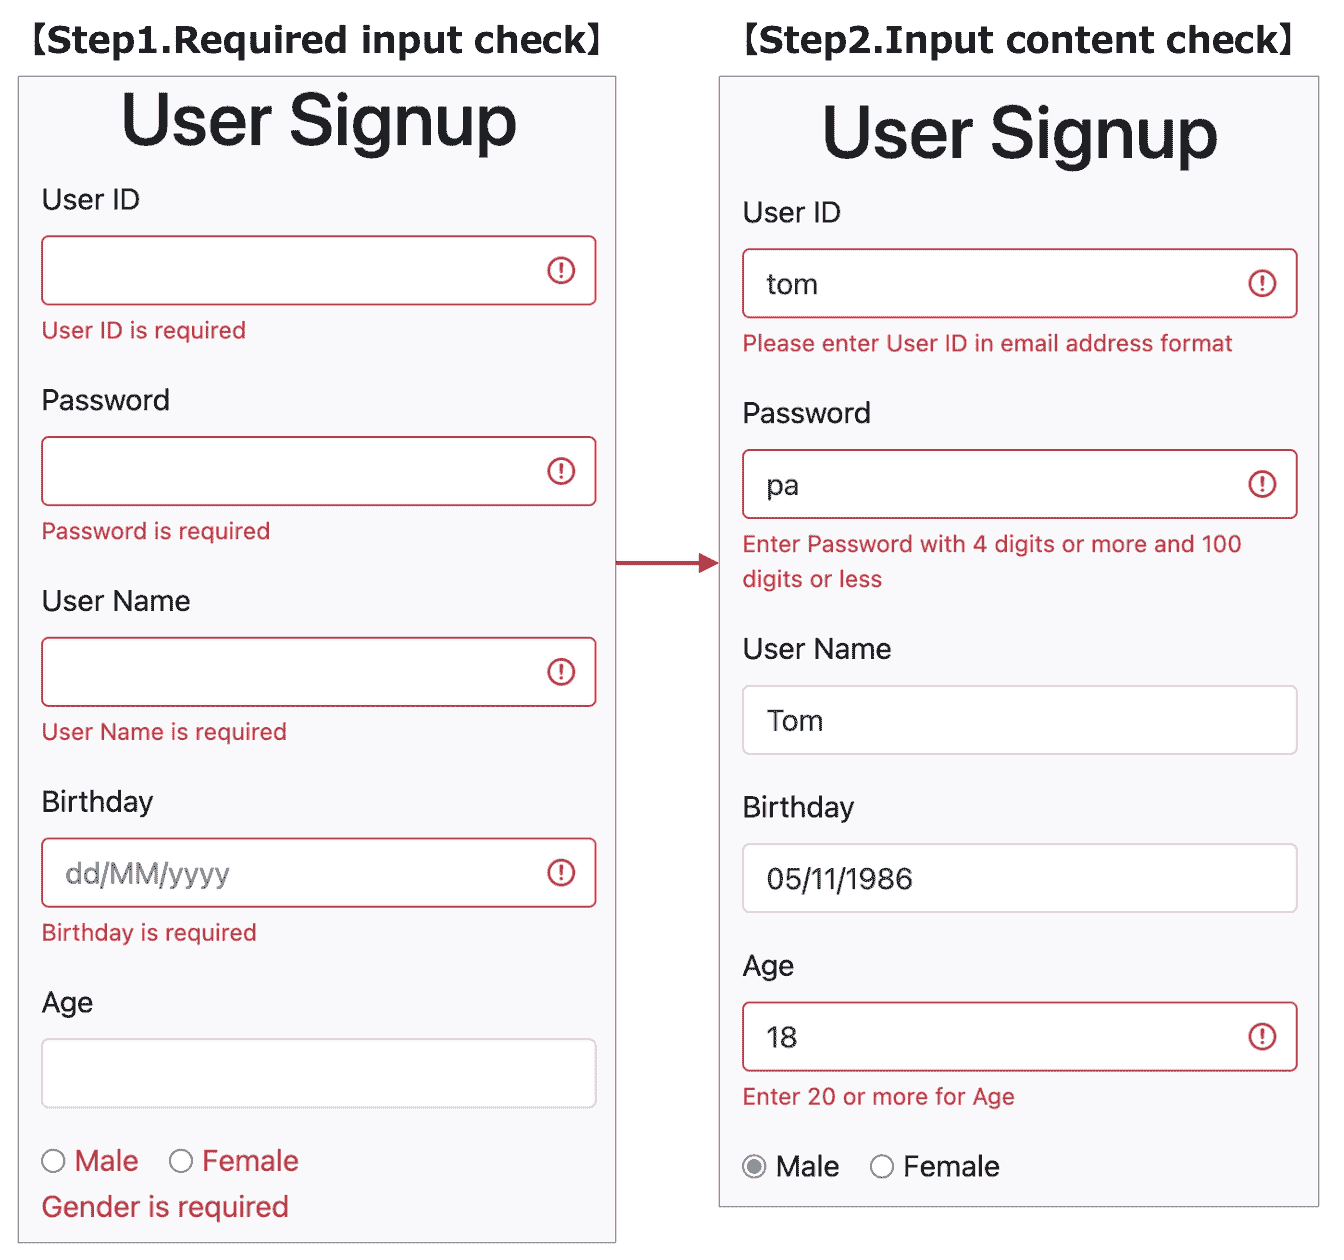 【Step1.Required input check】
User Signup
User ID
User ID is required
Password
Password is required
User Name
User Name is required
Birthday
dd/MM/yyyy
Birthday is required
Age
Male Female
Gender is required
【Step2.Input content check】
User Signup
User ID
tom
Please enter User ID in email address format
Password
pa
Enter Password with 4 digits or more and 100
digits or less
User Name
Tom
Birthday
05/11/1986
Age
18
Enter 20 or more for Age
Male Female